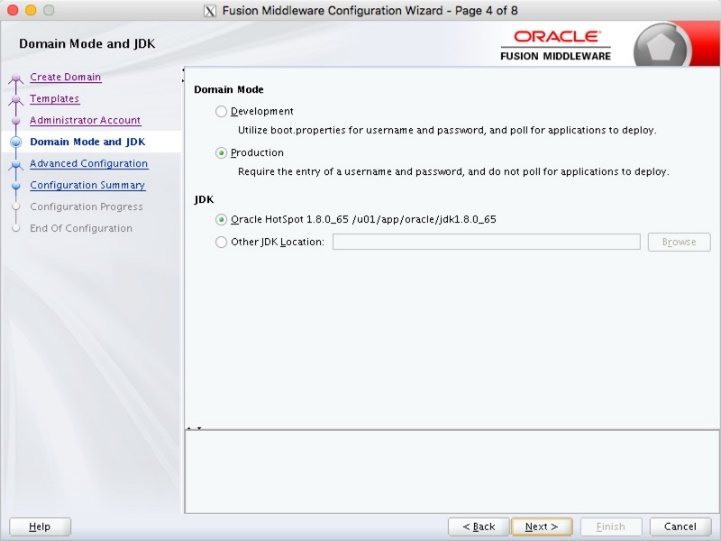 Fusion Middleware Configuration Wizard - Page 4 of 8
Domain Mode and JDK
ORACLE
FUSION MIDDLEWARE
Create Domain
Templates
Administrator Account
Domain Mode and JDK
Advanced Configuration
Configuration Summary
Configuration Progress
End Of Configuration
Domain Mode
Development
Utilize boot.properties for username and password, and poll for applications to deploy.
Production
Require the entry of a username and password, and do not poll for applications to deploy.
JDK
Oracle HotSpot 1.8.0_65 /u01/app/oracle/jdk1.8.0_65
Other JDK Location:
Browse
Help
< Back
Next >
Finish
Cancel